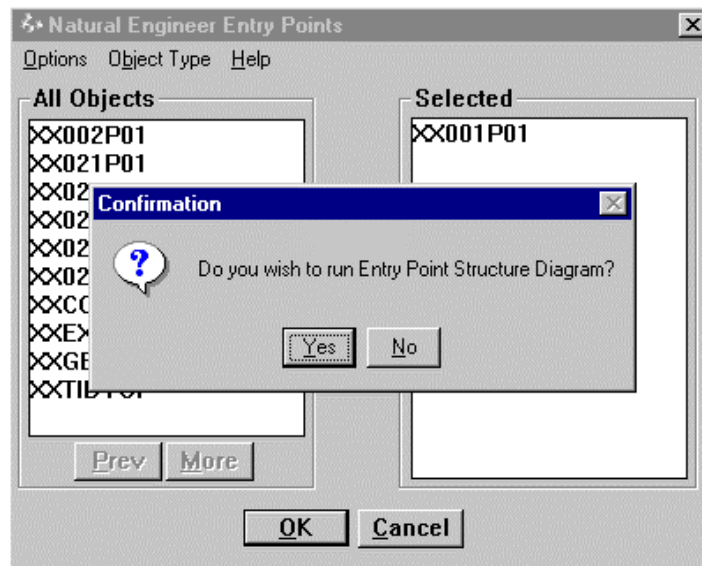 Natural Engineer Entry Points
Options Object Type Help
All Objects
XX002P01
XX021P01
Selected
XX001P01
Confirmation
Do you wish to run Entry Point Structure Diagram?
Yes No
Prev More
OK Cancel